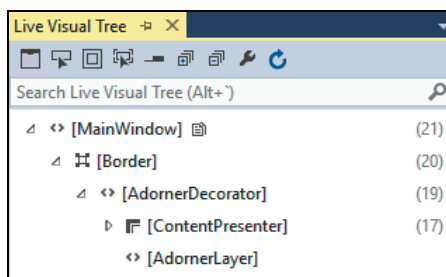 Live Visual Tree
Search Live Visual Tree (Alt+`)
[MainWindow] (21)
[Border] (20)
[AdornerDecorator] (19)
[ContentPresenter] (17)
[AdornerLayer]